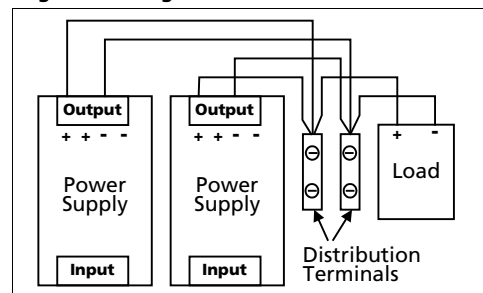 Output
+ + - -
Power
Supply
Input
Output
+ + - -
Power
Supply
Input
+ -
Load
Distribution
Terminals